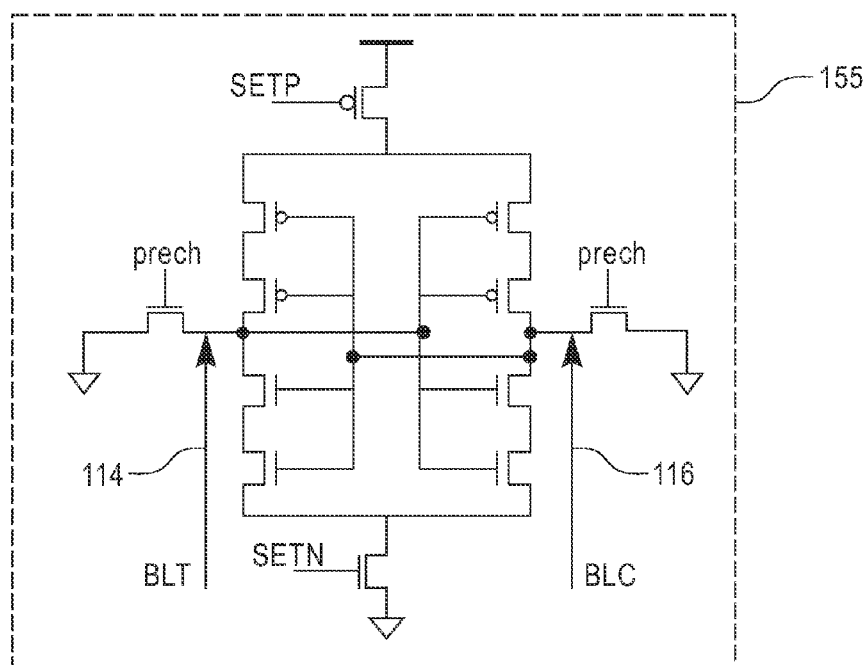 SETP
155
prech
prech
114
116
SETN
BLT
BLC